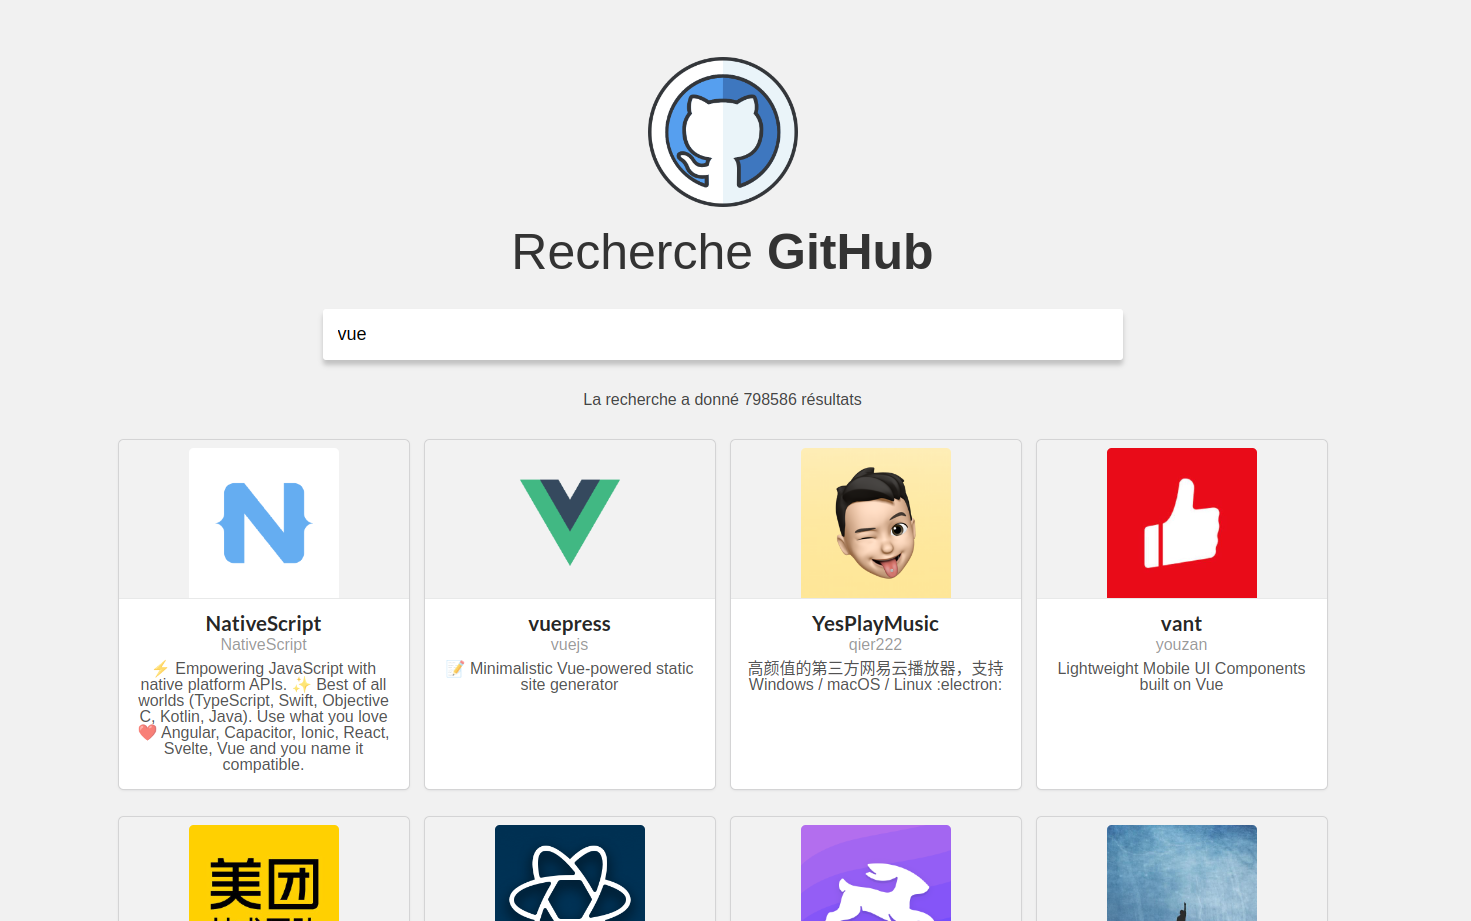 Recherche GitHub
vue
La recherche a donné 798586 résultats
NativeScript
NativeScript
⚡ Empowering JavaScript with
native platform APIs. ✨ Best of all
worlds (TypeScript, Swift, Objective
C, Kotlin, Java). Use what you love
❤️ Angular, Capacitor, Ionic, React,
Svelte, Vue and you name it
compatible.
vuepress
vuejs
📝 Minimalistic Vue-powered static
site generator
YesPlayMusic
qier222
高颜值的第三方网易云播放器，支持
Windows / macOS / Linux :electron:
vant
youzan
Lightweight Mobile UI Components
built on Vue
美团